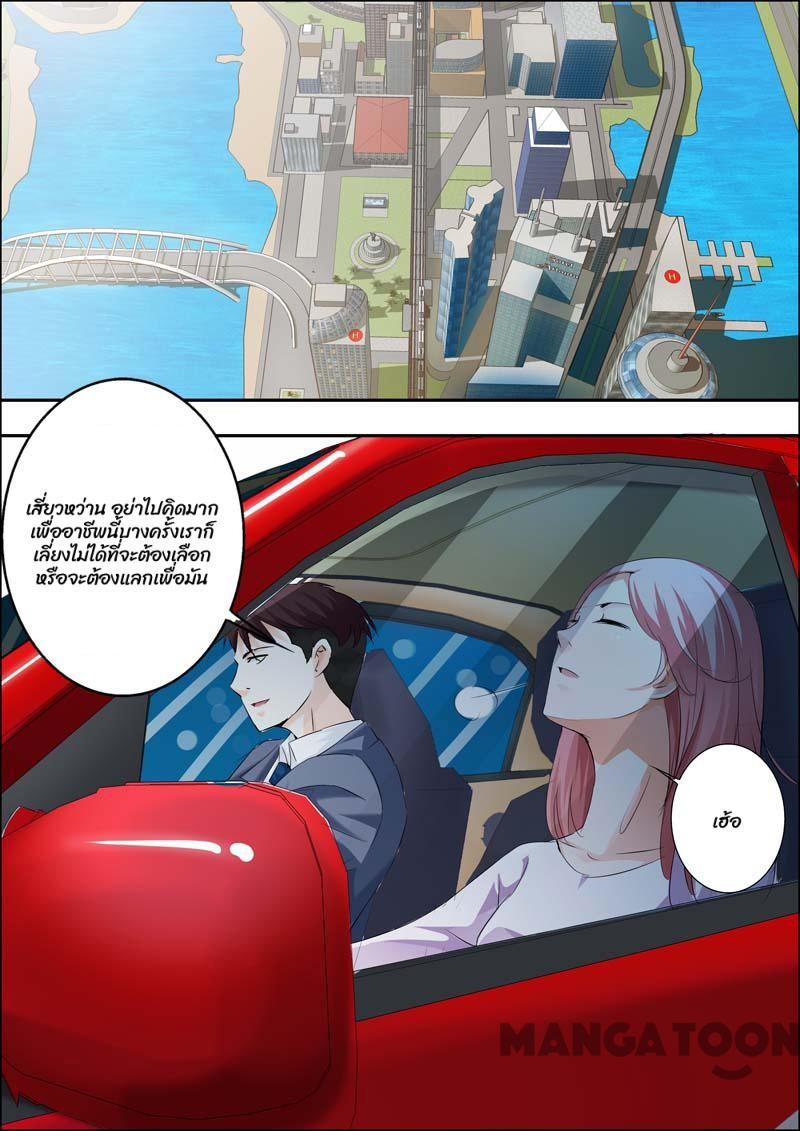 H
H
เสี่ยวหว่าน อย่าไปคิดมาก
เพื่ออาชีพนี้บางครั้งเราก็
เลี่ยงไม่ได้ที่จะต้องเลือก
หรือจะต้องแลกเพื่อมัน
เฮ้อ
MANGATOON